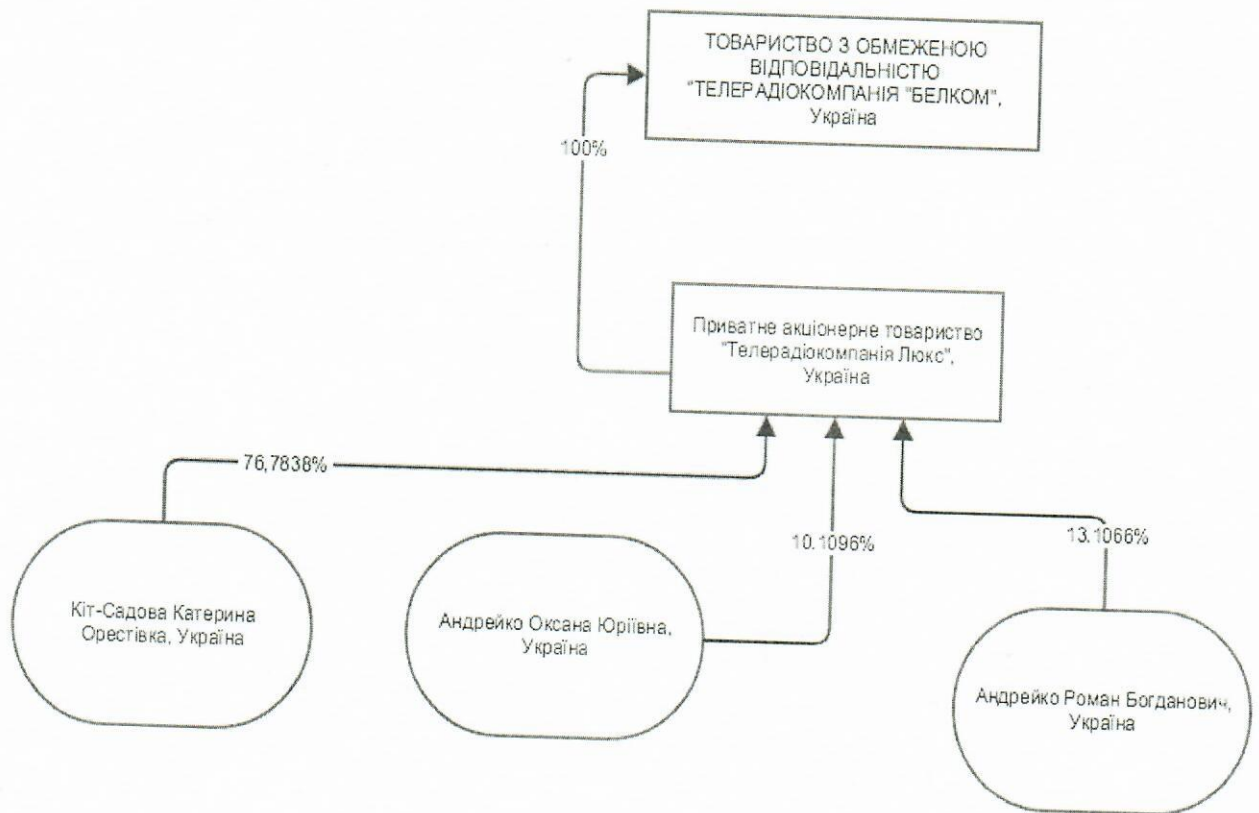 ТОВАРИСТВО З ОБМЕЖЕНОЮ
ВІДПОВІДАЛЬНІСТЮ
"ТЕЛЕРАДІОКОМПАНІЯ "БЕЛКОМ",
Україна
100%
Приватне акціонерне товариство
"Телерадіокомпанія Люкс",
Україна
76,7838%
10.1096%
13.1066%
Кіт-Садова Катерина
Орестівка, Україна
Андрейко Оксана Юріївна,
Україна
Андрейко Роман Богданович,
Україна